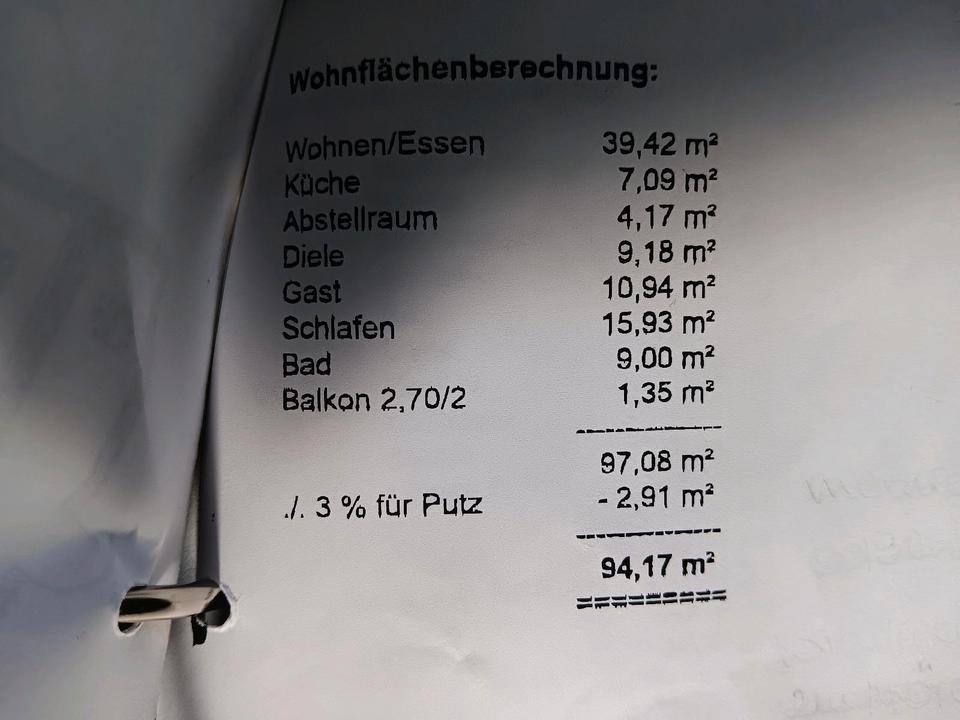 Wohnflächenberechnung:
Wohnen/Essen 39,42 m²
Küche 7,09 m²
Abstellraum 4,17 m²
Diele 9,18 m²
Gast 10,94 m²
Schlafen 15,93 m²
Bad 9,00 m²
Balkon 2,70/2 1,35 m²
97,08 m²
./. 3 % für Putz - 2,91 m²
94,17 m²
=========